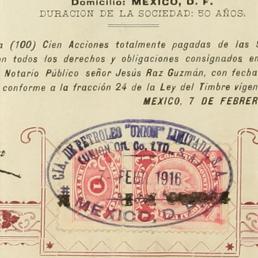 Domicilio: MEXICO, D. F.
DURACION DE LA SOCIEDAD: 50 AÑOS.
a (100) Cien Acciones totalmente pagadas de las S
on todos los derechos y obligaciones consignados en
Notario Público señor Jesús Raz Guzmán, con fecha
conforme a la fracción 24 de la Ley del Timbre vigen
MEXICO, 7 DE FEBRER
CIA. DE PETROLEO "UNION" LIMITADA, S. A.
(UNION OIL CO. LTD., S. A.)
7 FEB 1916
MEXICO, D. F.